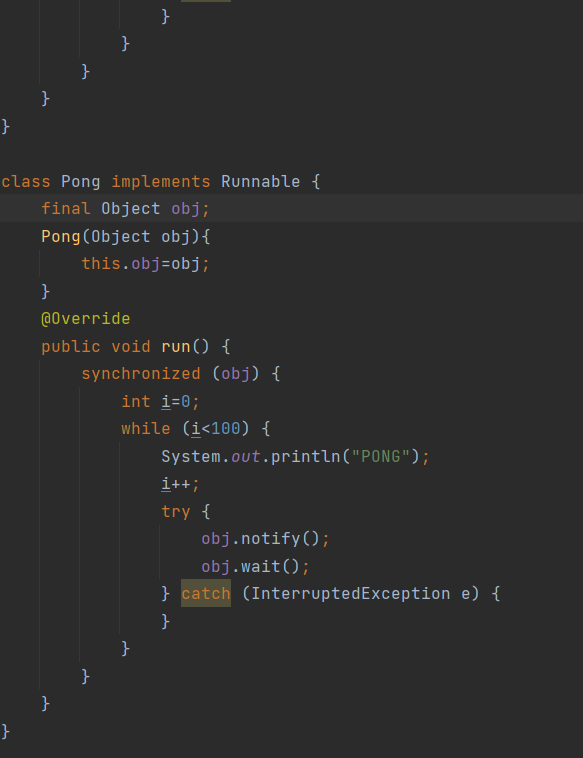 }
        }
    }
}
}
class Pong implements Runnable {
    final Object obj;
    Pong(Object obj){
        this.obj=obj;
    }
    @Override
    public void run() {
        synchronized (obj) {
            int i=0;
            while (i<100) {
                System.out.println("PONG");
                i++;
                try {
                    obj.notify();
                    obj.wait();
                } catch (InterruptedException e) {
                }
            }
        }
    }
}